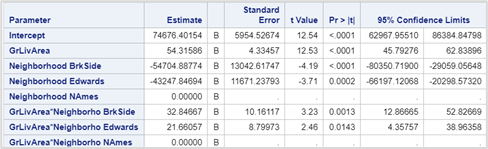 Parameter Estimate Standard Error t Value Pr > |t| 95% Confidence Limits
Intercept 74676.40154 B 5954.52674 12.54 <.0001 62967.95510 86384.84798
GrLivArea 54.31586 B 4.33457 12.53 <.0001 45.79276 62.83896
Neighborhood BrkSide -54704.88774 B 13042.61747 -4.19 <.0001 -80350.71900 -29059.05648
Neighborhood Edwards -43247.84694 B 11671.23793 -3.71 0.0002 -66197.12068 -20298.57320
Neighborhood NAmes 0.00000 B . . . . .
GrLivArea*Neighborho BrkSide 32.84667 B 10.16117 3.23 0.0013 12.86665 52.82669
GrLivArea*Neighborho Edwards 21.66057 B 8.79973 2.46 0.0143 4.35757 38.96358
GrLivArea*Neighborho NAmes 0.00000 B . . . . .